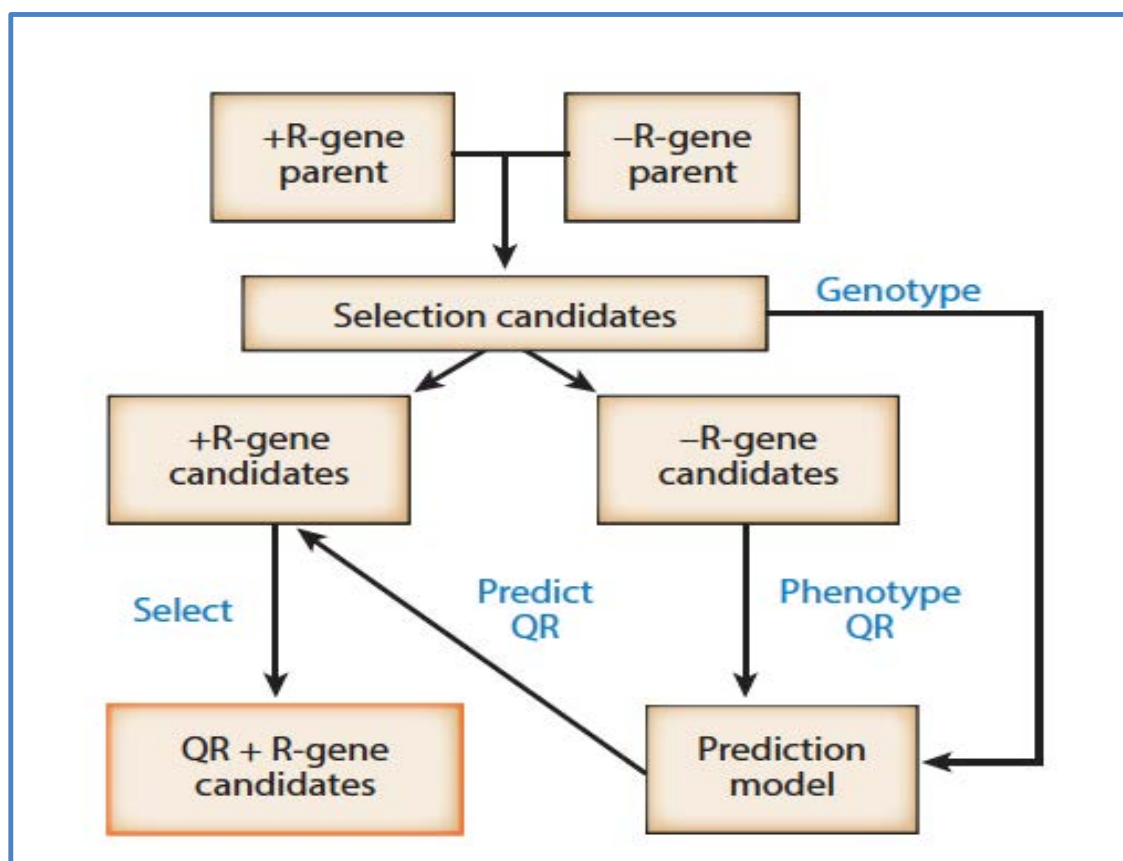 +R-gene
parent
–R-gene
parent
Selection candidates
Genotype
+R-gene
candidates
–R-gene
candidates
Select
Predict
QR
Phenotype
QR
QR + R-gene
candidates
Prediction
model